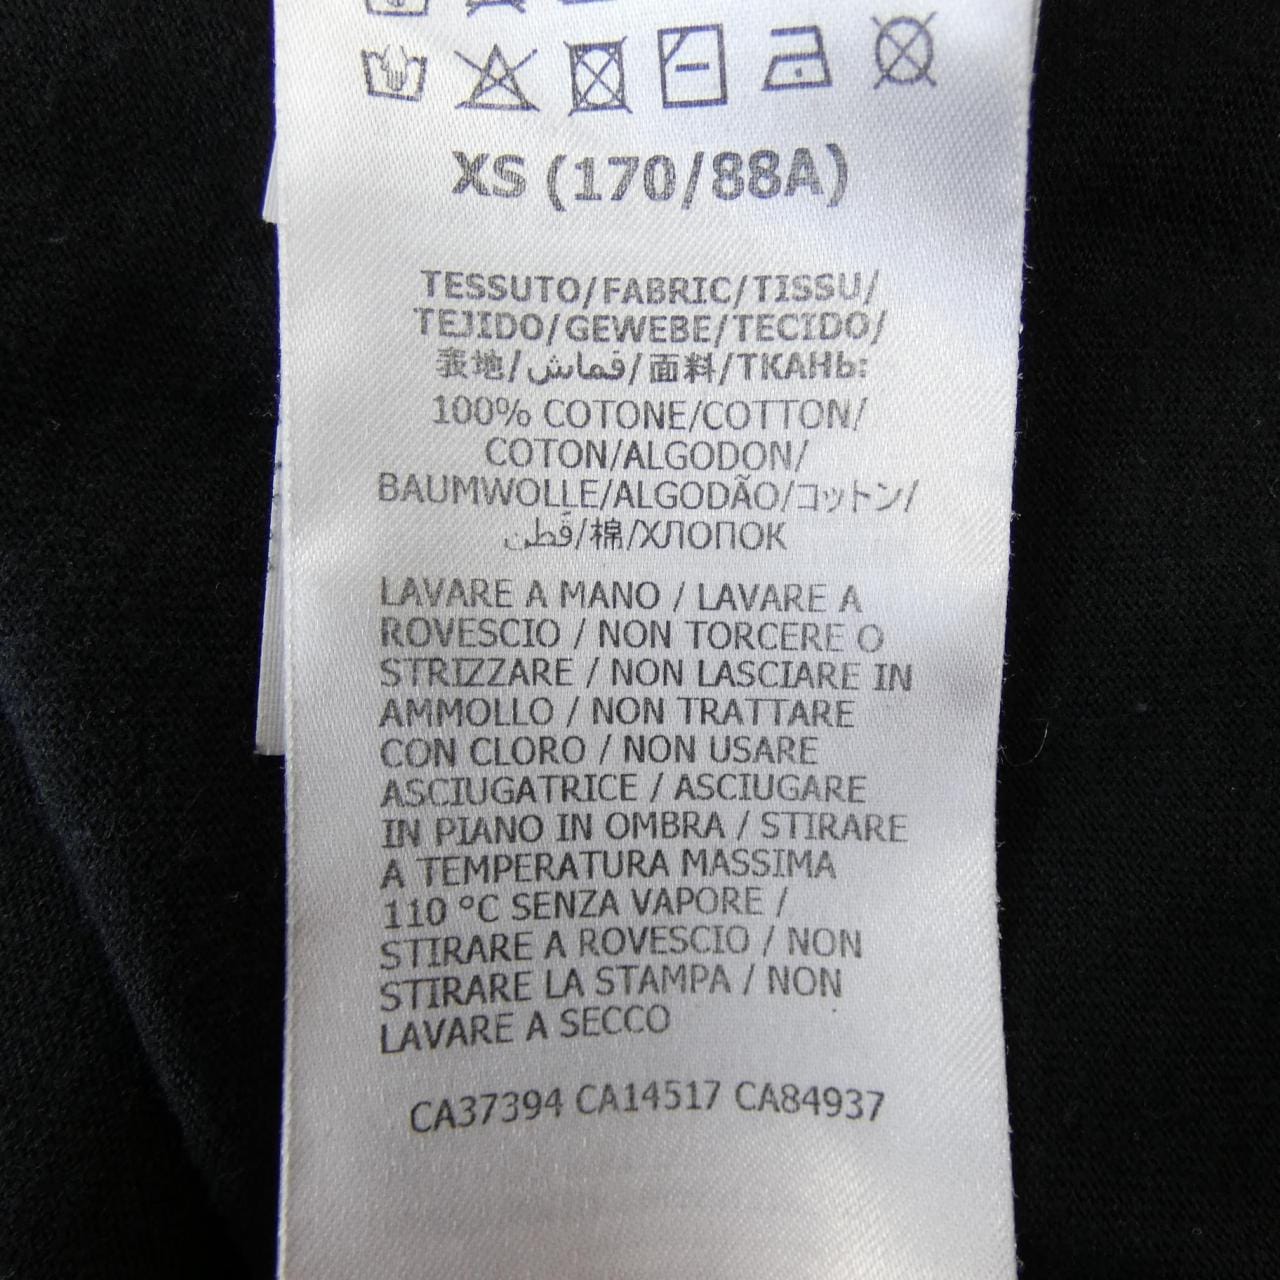 XS (170/88A)
TESSUTO/FABRIC/TISSU/
TEJIDO/GEWEBE/TECIDO/
表地/قماش/面料/ТКАНЬ:
100% COTONE/COTTON/
COTON/ALGODON/
BAUMWOLLE/ALGODÃO/コットン/
قُطن/棉/ХЛОПОК
LAVARE A MANO / LAVARE A
ROVESCIO / NON TORCERE O
STRIZZARE / NON LASCIARE IN
AMMOLLO / NON TRATTARE
CON CLORO / NON USARE
ASCIUGATRICE / ASCIUGARE
IN PIANO IN OMBRA / STIRARE
A TEMPERATURA MASSIMA
110 °C SENZA VAPORE /
STIRARE A ROVESCIO / NON
STIRARE LA STAMPA / NON
LAVARE A SECCO
CA37394 CA14517 CA84937